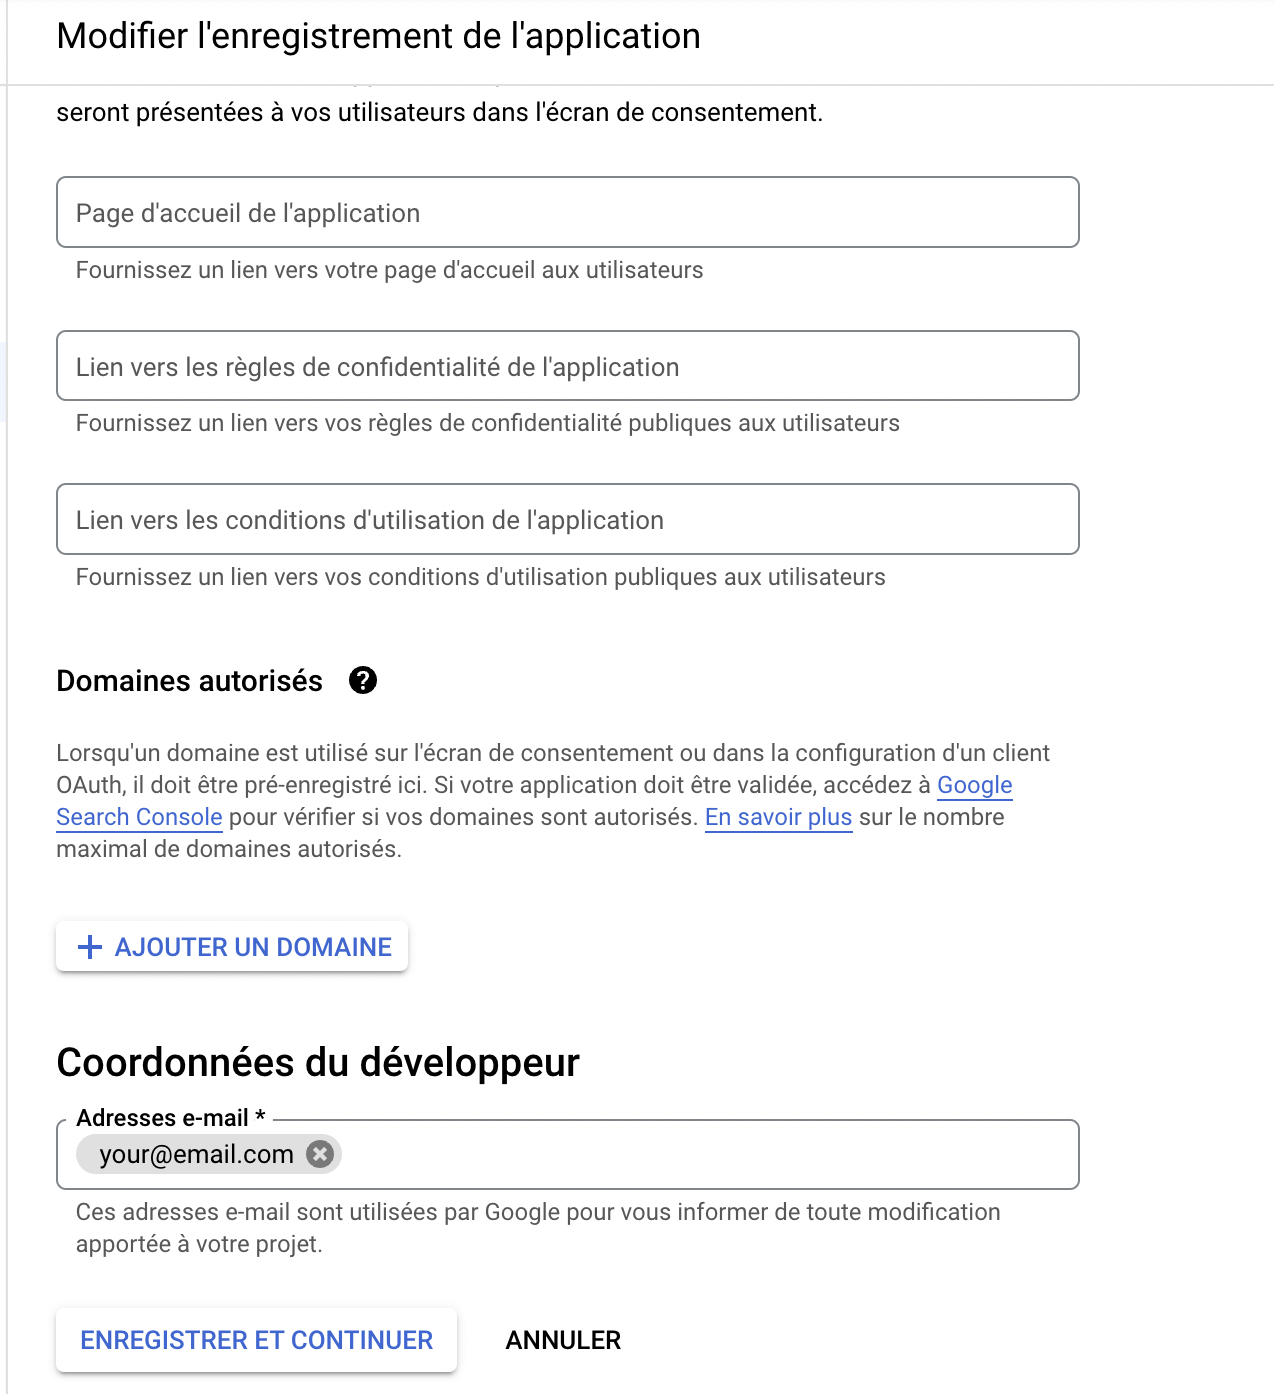 Modifier l'enregistrement de l'application
seront présentées à vos utilisateurs dans l'écran de consentement.
Page d'accueil de l'application
Fournissez un lien vers votre page d'accueil aux utilisateurs
Lien vers les règles de confidentialité de l'application
Fournissez un lien vers vos règles de confidentialité publiques aux utilisateurs
Lien vers les conditions d'utilisation de l'application
Fournissez un lien vers vos conditions d'utilisation publiques aux utilisateurs
Domaines autorisés ?
Lorsqu'un domaine est utilisé sur l'écran de consentement ou dans la configuration d'un client
OAuth, il doit être pré-enregistré ici. Si votre application doit être validée, accédez à Google
Search Console pour vérifier si vos domaines sont autorisés. En savoir plus sur le nombre
maximal de domaines autorisés.
+ AJOUTER UN DOMAINE
Coordonnées du développeur
Adresses e-mail *
your@email.com
Ces adresses e-mail sont utilisées par Google pour vous informer de toute modification
apportée à votre projet.
ENREGISTRER ET CONTINUER ANNULER